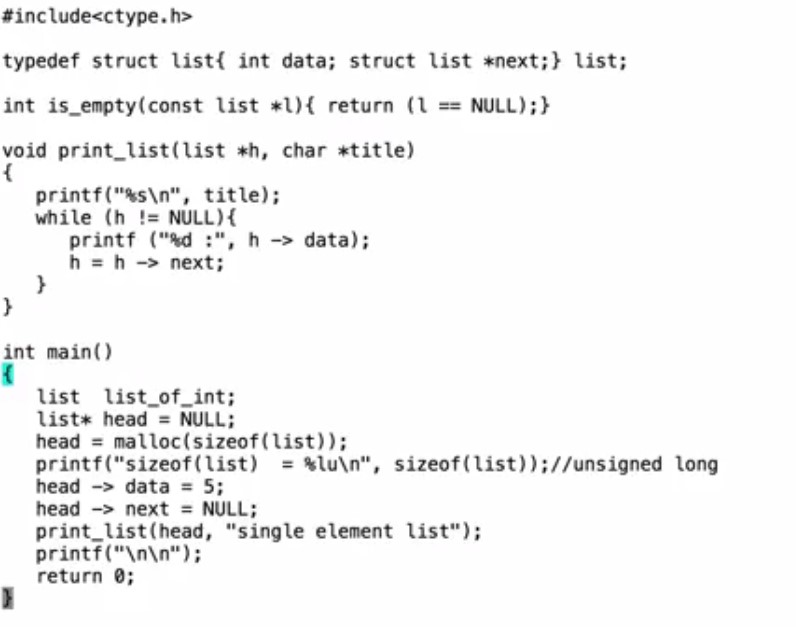 #include<ctype.h>
typedef struct list{ int data; struct list *next;} list;
int is_empty(const list *l){ return (l == NULL);}
void print_list(list *h, char *title)
{
   printf("%s\n", title);
   while (h != NULL){
      printf ("%d :", h -> data);
      h = h -> next;
   }
}
int main()
{
   list  list_of_int;
   list* head = NULL;
   head = malloc(sizeof(list));
   printf("sizeof(list)  = %lu\n", sizeof(list));//unsigned long
   head -> data = 5;
   head -> next = NULL;
   print_list(head, "single element list");
   printf("\n\n");
   return 0;
}